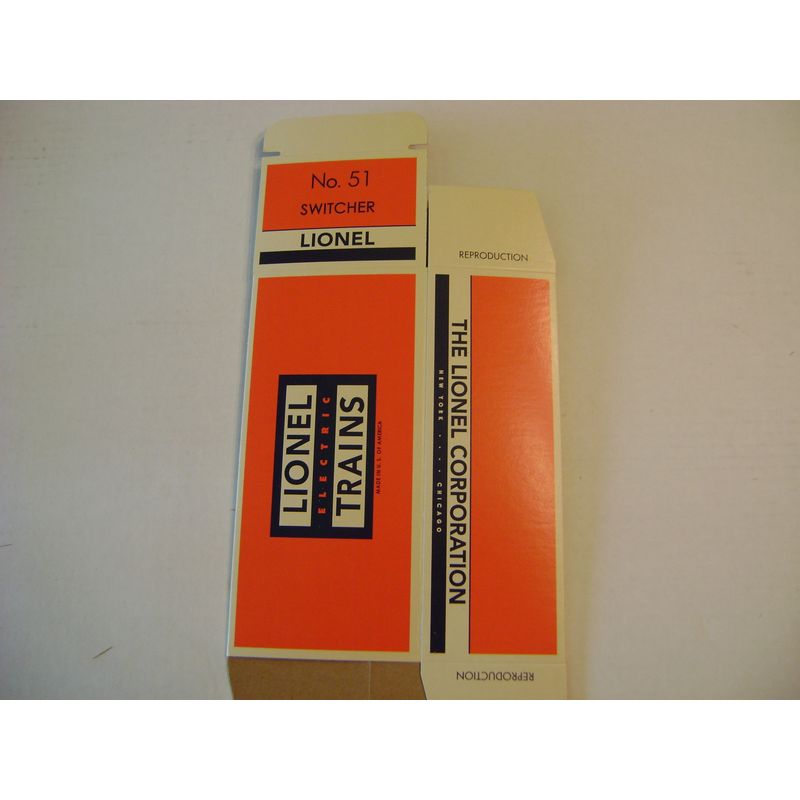 No. 51
SWITCHER
LIONEL
REPRODUCTION
LIONEL
ELECTRIC
TRAINS
MADE IN U. S. OF AMERICA
THE LIONEL CORPORATION
NEW YORK • • • • CHICAGO
REPRODUCTION